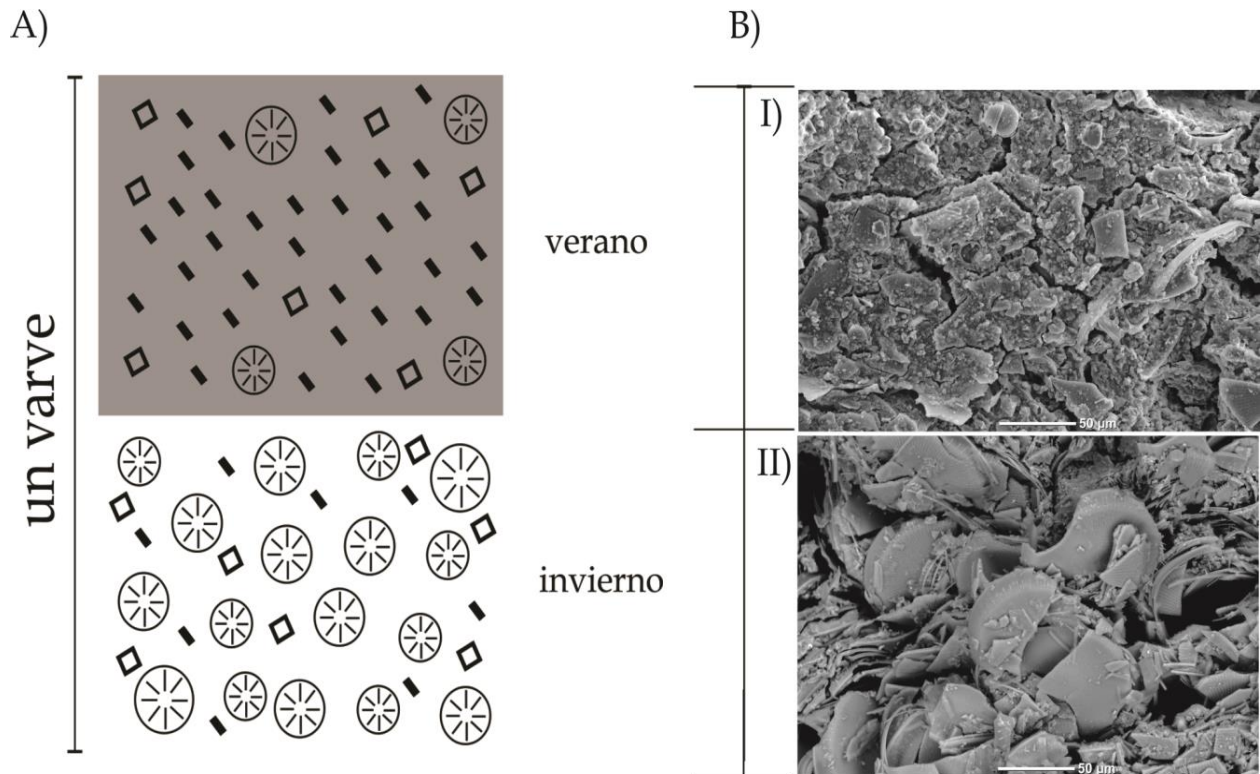 A)
un varve
verano
invierno
B)
I)
50 µm
II)
50 µm